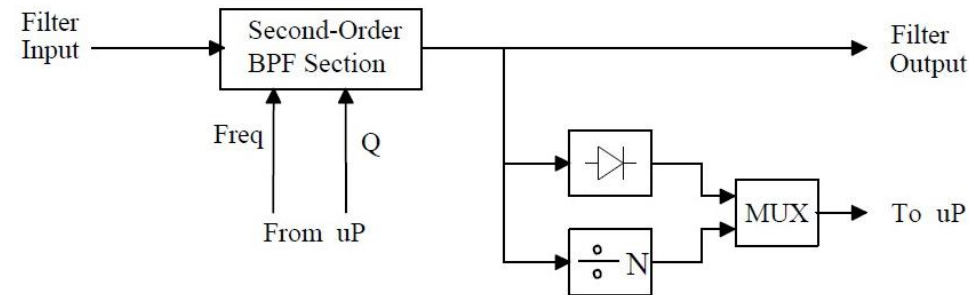 Filter
Input
Second-Order
BPF Section
Filter
Output
Freq
Q
From uP
MUX
To uP
÷ N